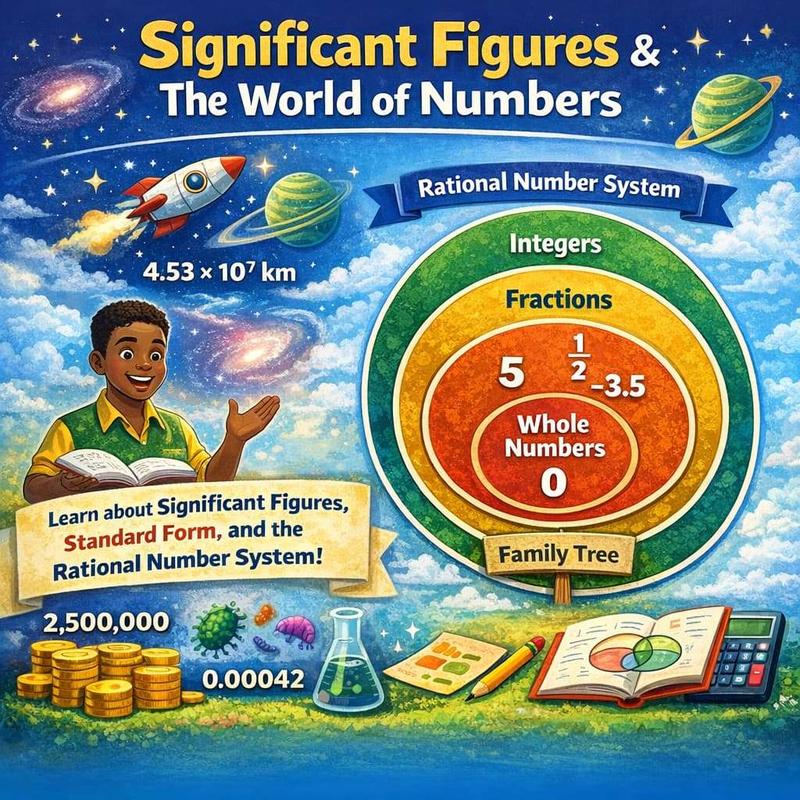 Significant Figures &
The World of Numbers
4.53 × 10⁷ km
Rational Number System
Integers
Fractions
5
1/2
-3.5
Whole
Numbers
0
Family Tree
Learn about Significant Figures,
Standard Form, and the
Rational Number System!
2,500,000
0.00042